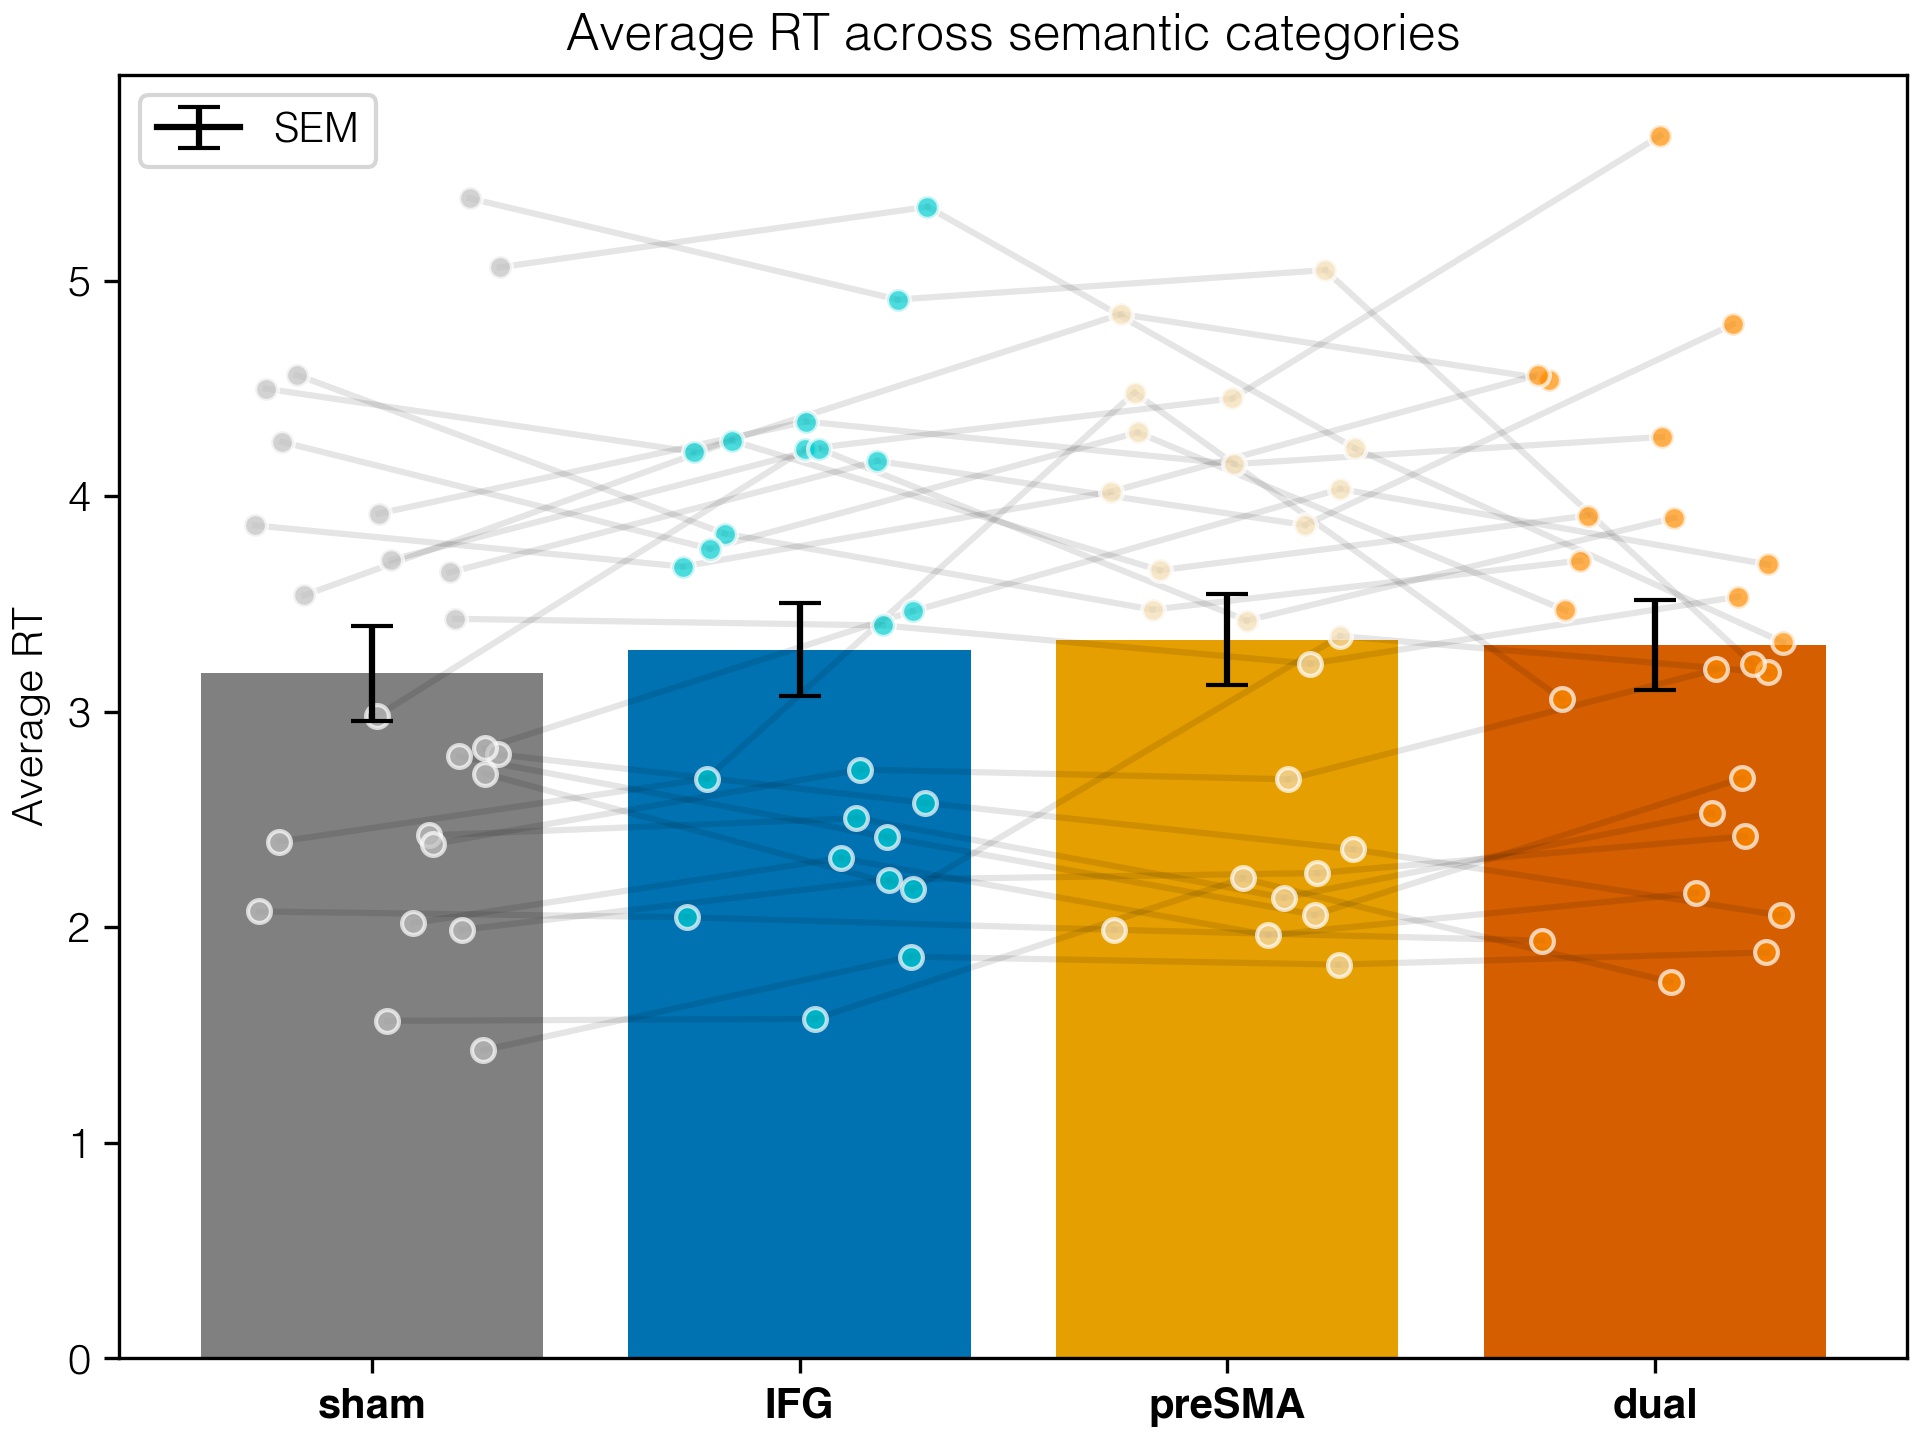 Average RT across semantic categories
SEM
Average RT
5
4
3
2
1
0
sham
IFG
preSMA
dual